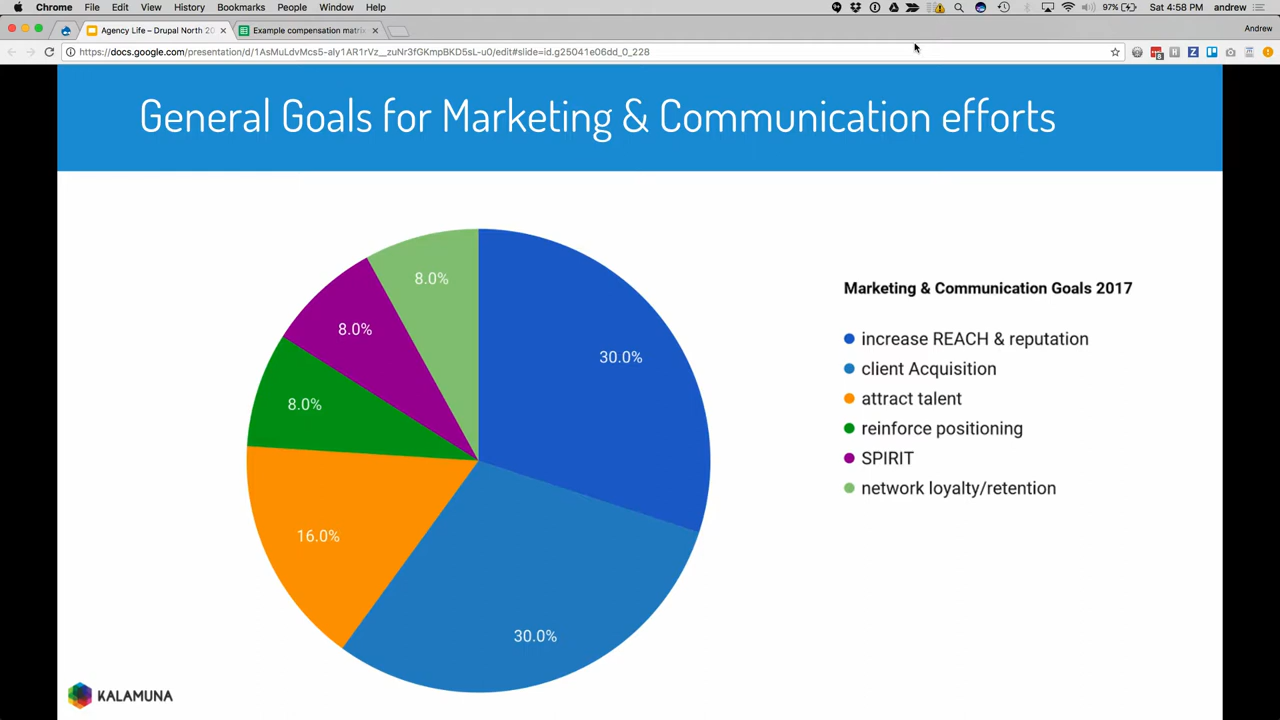 Chrome File Edit View History Bookmarks People Window Help 97% Sat 4:58 PM andrew
Agency Life – Drupal North 20 Example compensation matri Andrew
https://docs.google.com/presentation/d/1AsMuLdvMcs5-aly1AR1rVz__zuNr3fGKmpBKD5sL-u0/edit#slide=id.g25041e06dd_0_228
General Goals for Marketing & Communication efforts
8.0%
8.0%
8.0%
16.0%
30.0%
30.0%
Marketing & Communication Goals 2017
increase REACH & reputation
client Acquisition
attract talent
reinforce positioning
SPIRIT
network loyalty/retention
KALAMUNA